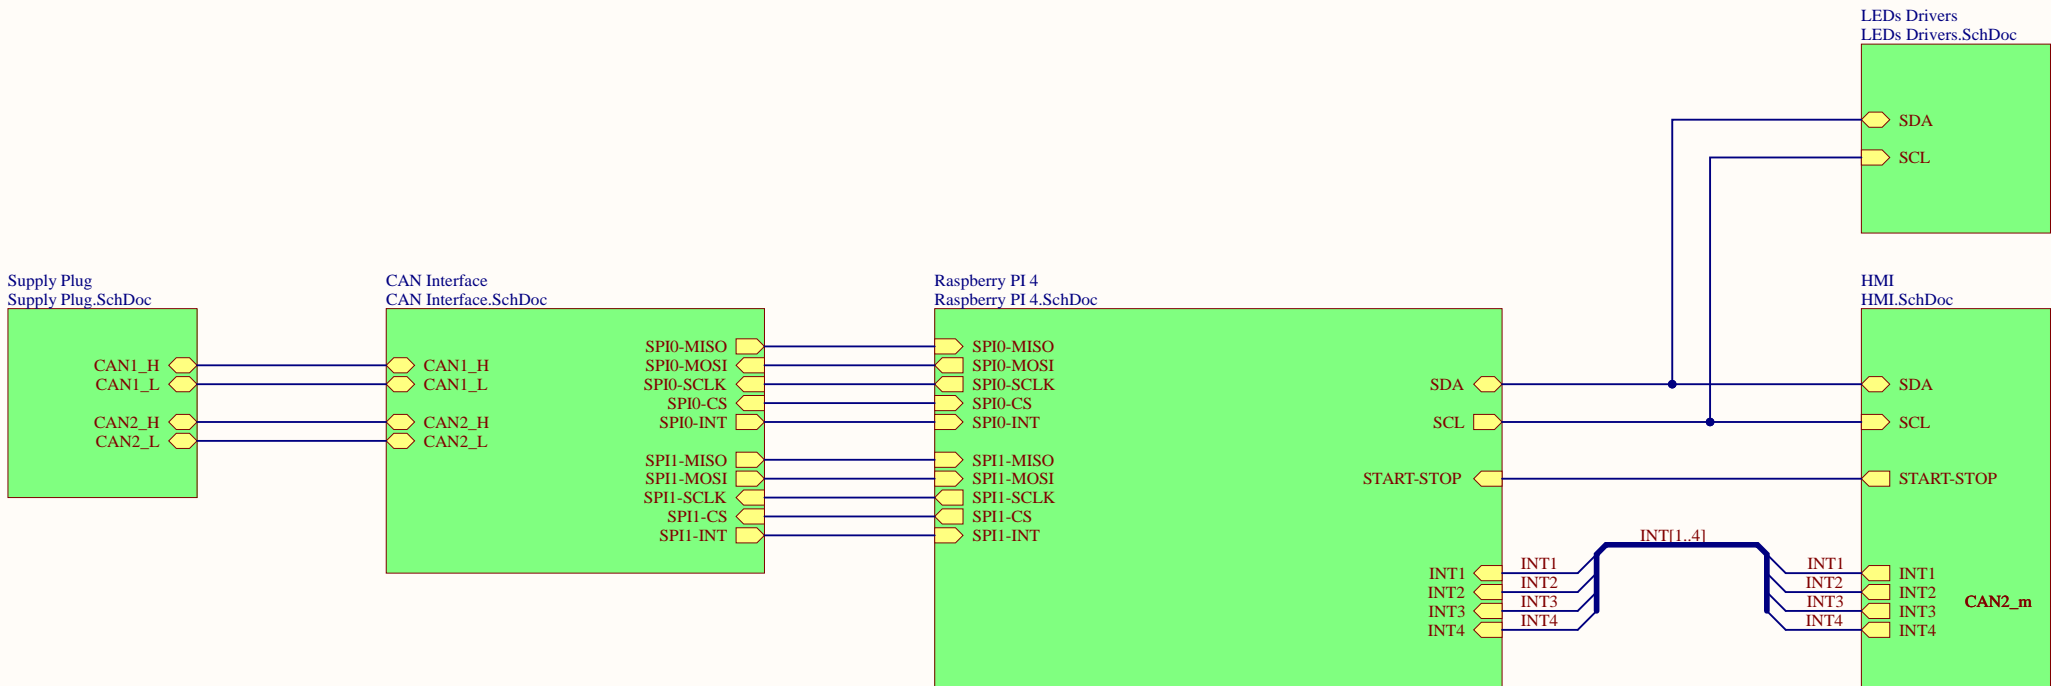 LEDs Drivers
LEDs Drivers.SchDoc
SDA
SCL
Supply Plug
Supply Plug.SchDoc
CAN1_H
CAN1_L
CAN2_H
CAN2_L
CAN Interface
CAN Interface.SchDoc
CAN1_H
CAN1_L
CAN2_H
CAN2_L
SPI0-MISO
SPI0-MOSI
SPI0-SCLK
SPI0-CS
SPI0-INT
SPI1-MISO
SPI1-MOSI
SPI1-SCLK
SPI1-CS
SPI1-INT
Raspberry PI 4
Raspberry PI 4.SchDoc
SPI0-MISO
SPI0-MOSI
SPI0-SCLK
SPI0-CS
SPI0-INT
SPI1-MISO
SPI1-MOSI
SPI1-SCLK
SPI1-CS
SPI1-INT
SDA
SCL
START-STOP
INT1
INT2
INT3
INT4
INT1
INT2
INT3
INT4
INT[1..4]
INT1
INT2
INT3
INT4
HMI
HMI.SchDoc
SDA
SCL
START-STOP
INT1
INT2
INT3
INT4
CAN2_m